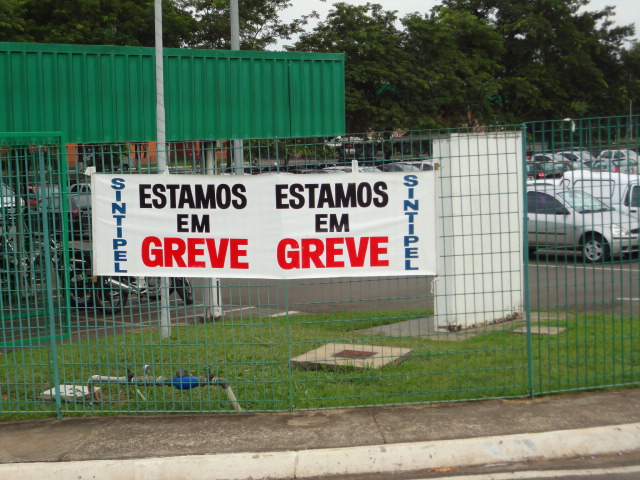 SINTIPEL
ESTAMOS
EM
GREVE
ESTAMOS
EM
GREVE
SINTIPEL